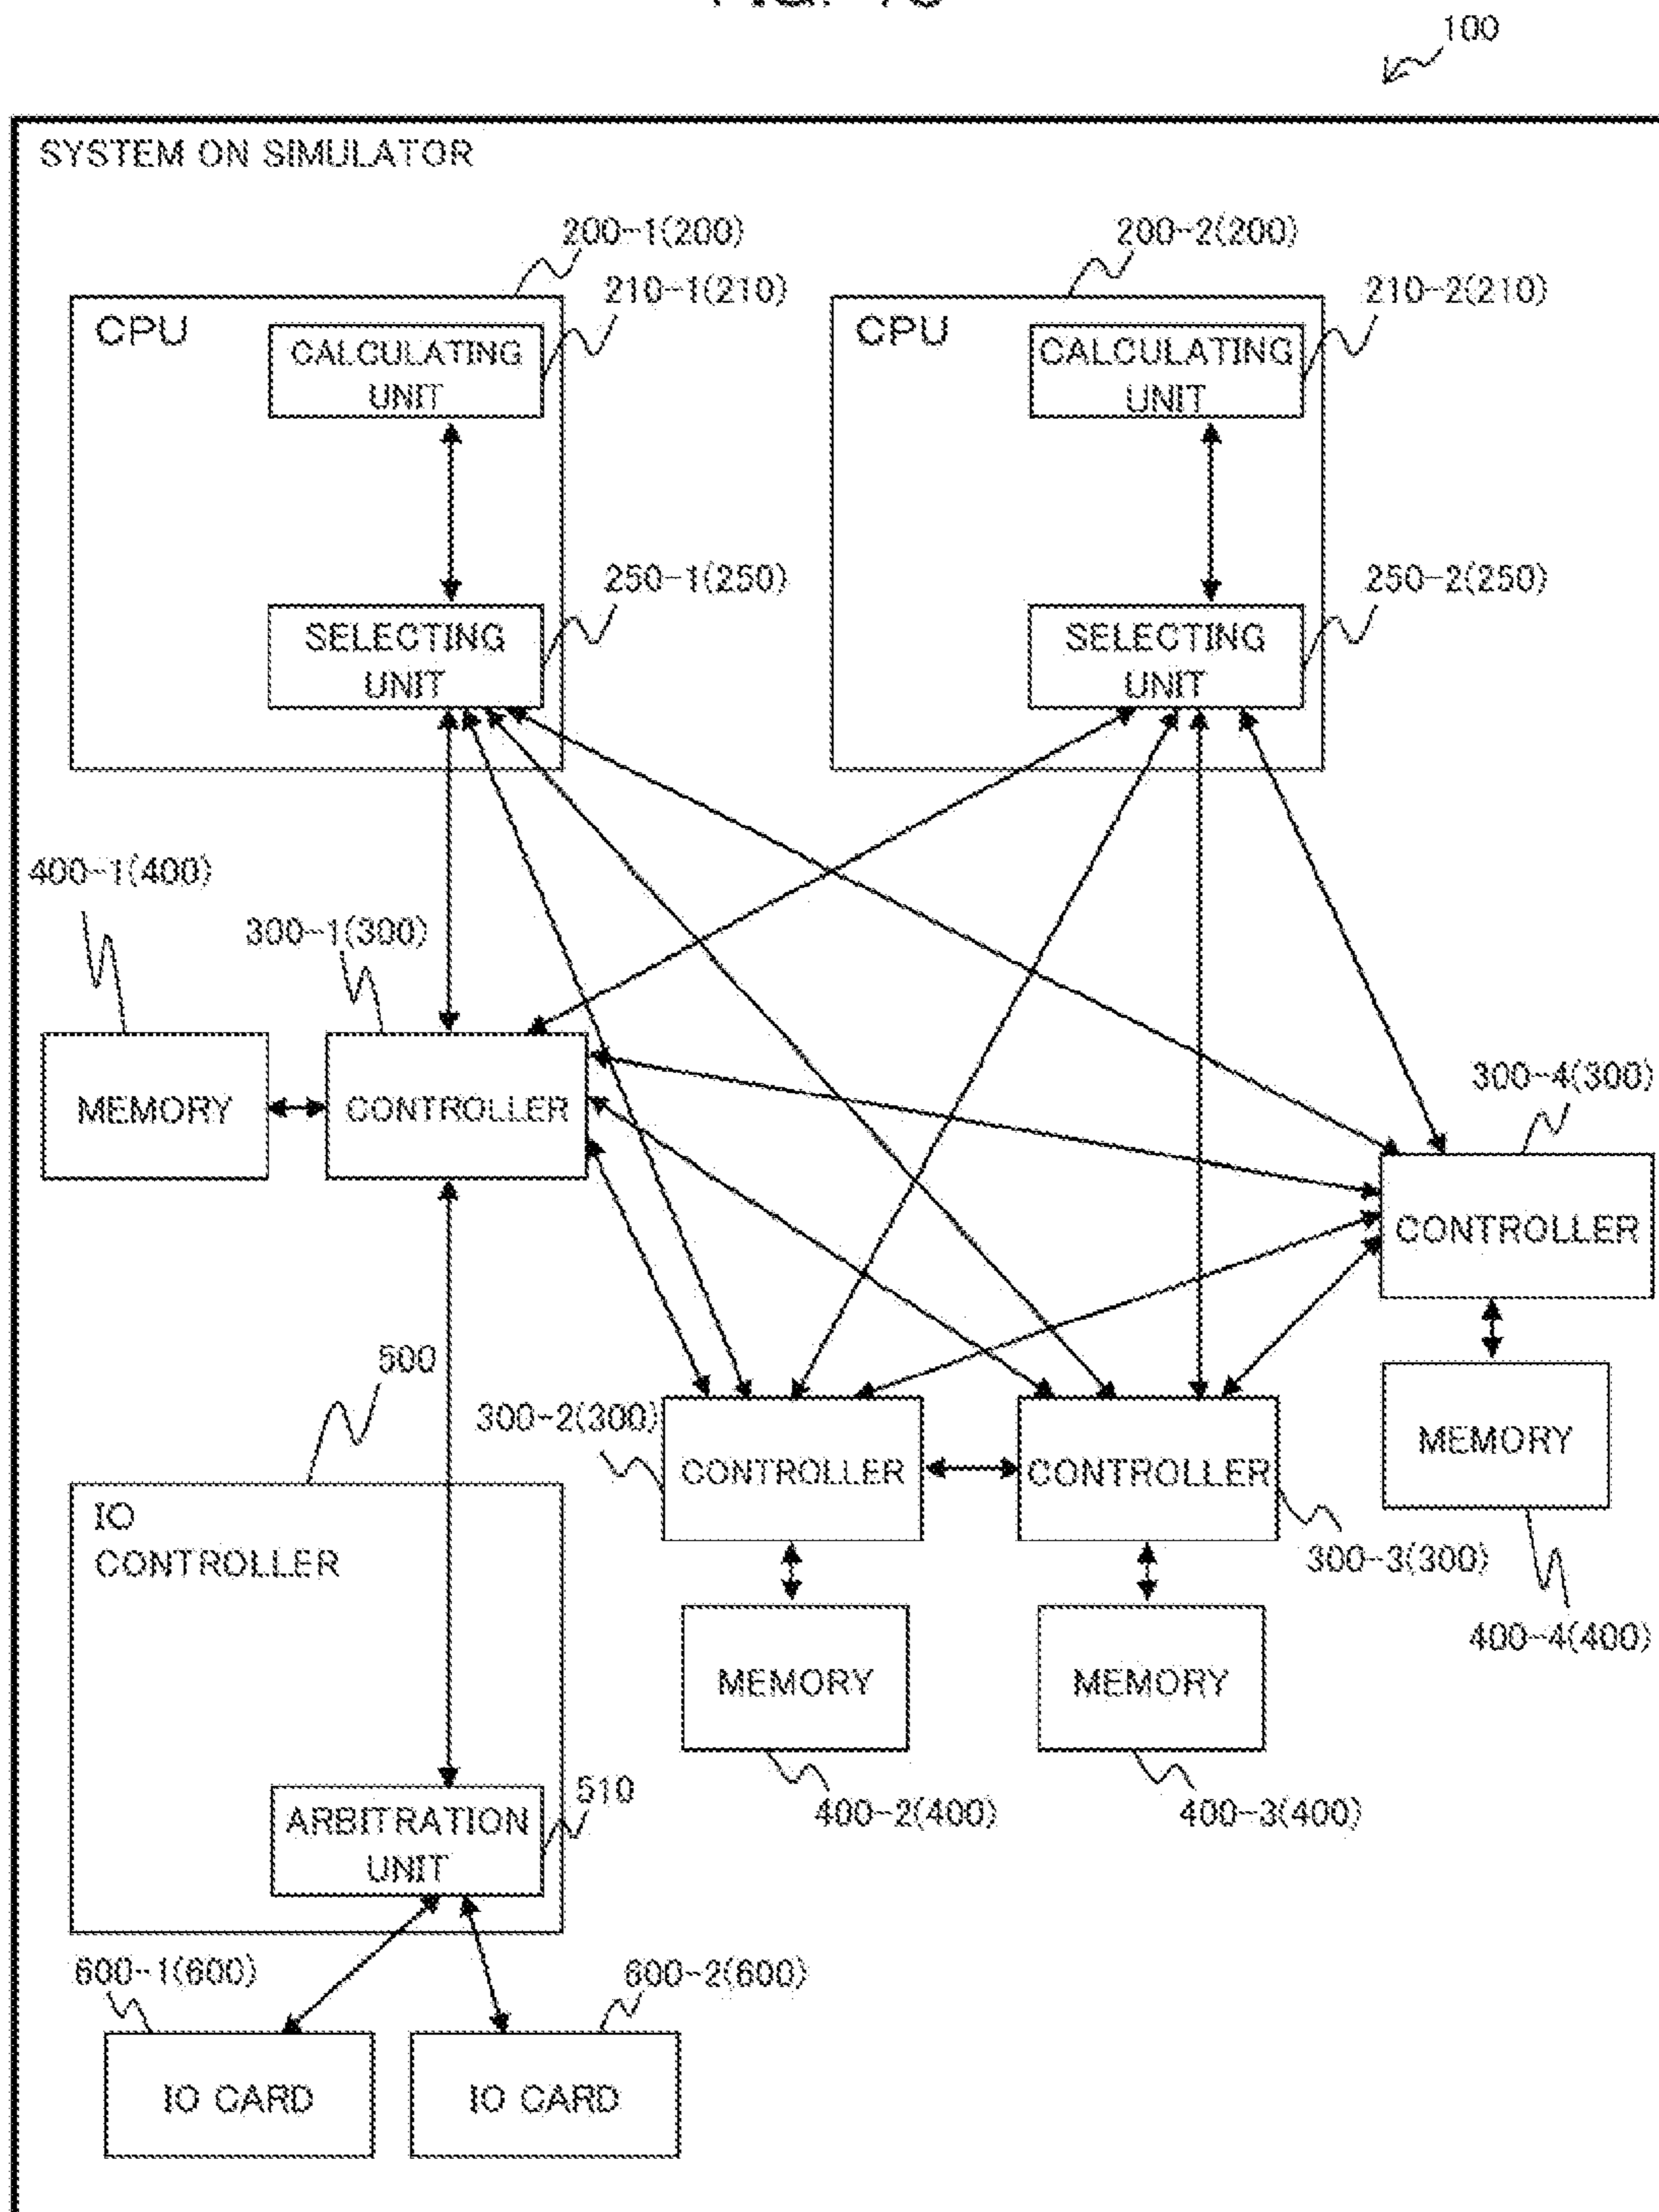 100
SYSTEM ON SIMULATOR
200-1(200)
200-2(200)
210-1(210)
210-2(210)
CPU
CALCULATING
UNIT
CPU
CALCULATING
UNIT
250-1(250)
250-2(250)
SELECTING
UNIT
SELECTING
UNIT
400-1(400)
300-1(300)
MEMORY
CONTROLLER
300-4(300)
CONTROLLER
500
300-2(300)
CONTROLLER
CONTROLLER
MEMORY
IO
CONTROLLER
300-3(300)
400-4(400)
MEMORY
MEMORY
510
400-2(400)
400-3(400)
ARBITRATION
UNIT
600-1(600)
600-2(600)
IO CARD
IO CARD